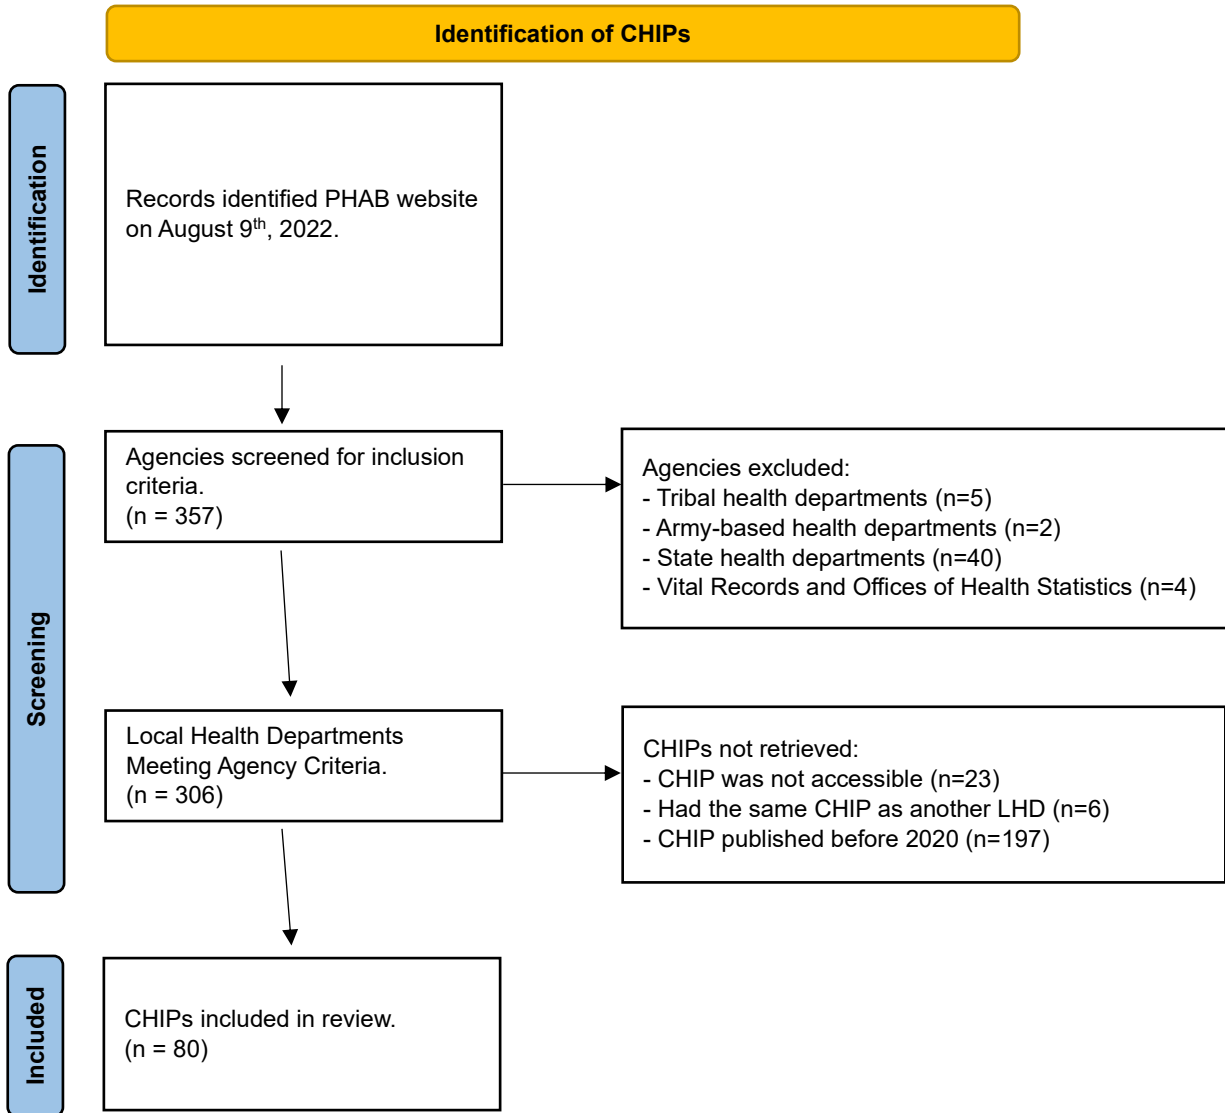 Identification of CHIPs
Identification
Records identified PHAB website
on August 9th, 2022.
Screening
Agencies screened for inclusion
criteria.
(n = 357)
Agencies excluded:
- Tribal health departments (n=5)
- Army-based health departments (n=2)
- State health departments (n=40)
- Vital Records and Offices of Health Statistics (n=4)
Local Health Departments
Meeting Agency Criteria.
(n = 306)
CHIPs not retrieved:
- CHIP was not accessible (n=23)
- Had the same CHIP as another LHD (n=6)
- CHIP published before 2020 (n=197)
Included
CHIPs included in review.
(n = 80)